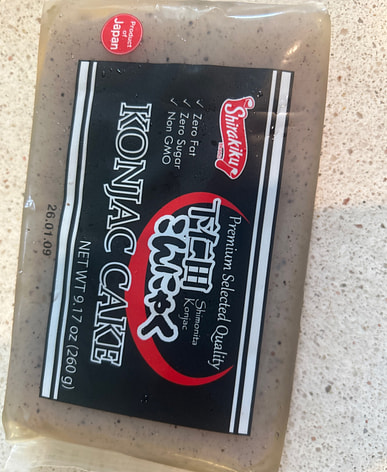 Product
of
Japan
Shirakiku
Premium Selected Quality
下仁田
こんにゃく
Shimonita
Konjac
✓ Zero Fat
✓ Zero Sugar
✓ Non GMO
KONJAC CAKE
NET WT 9.17 oz (260 g)
26.01.09